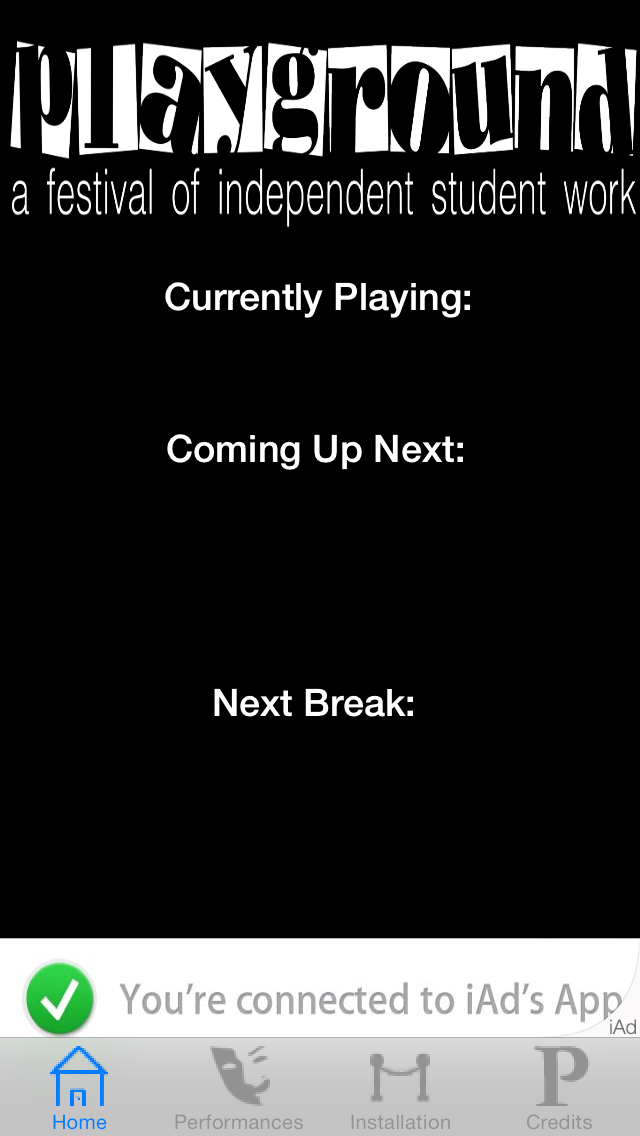 playground
a festival of independent student work
Currently Playing:
Coming Up Next:
Next Break:
You're connected to iAd's App
iAd
Home
Performances
Installation
Credits